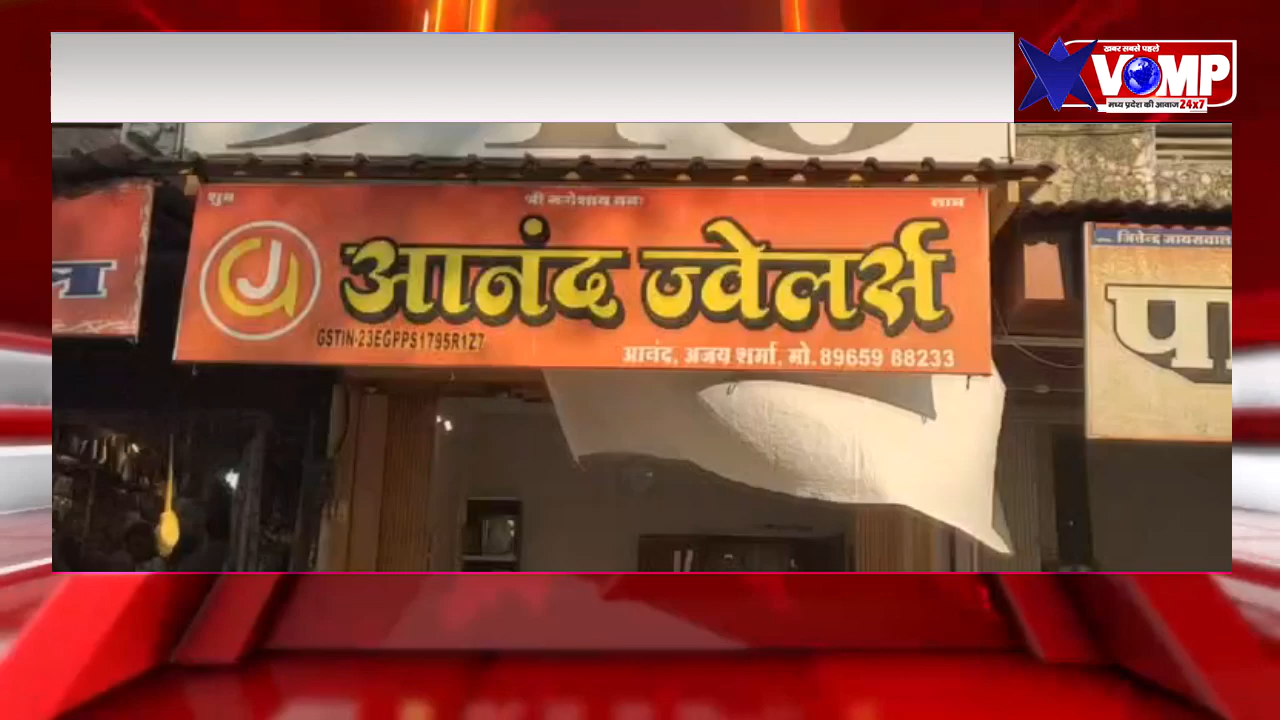 खबर सबसे पहले
VOMP
मध्य प्रदेश की आवाज 24x7
शुभ
श्री गणेशाय नमः
लाभ
आनंद ज्वेलर्स
GSTIN-23EGPPS1795R1Z7
आनंद, अजय शर्मा, मो. 89659 88233
जितेन्द्र जायसवाल